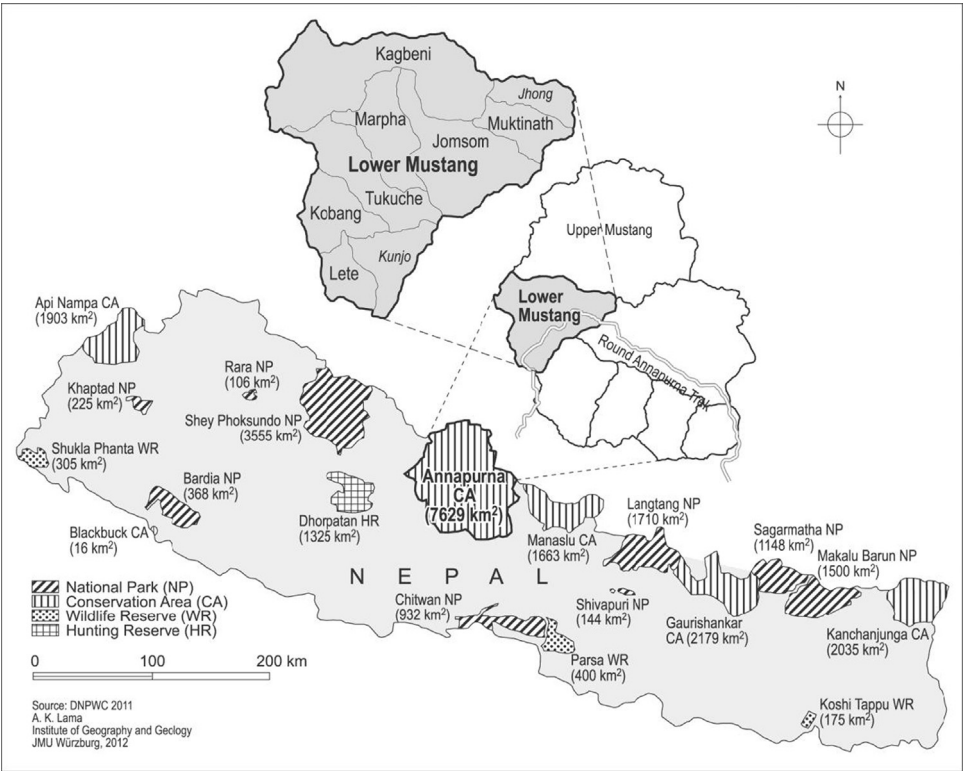 Kagbeni
Jhong
Marpha
Muktinath
Jomsom
Lower Mustang
Tukuche
Kobang
Kunjo
Lete
N
Upper Mustang
Lower
Mustang
Round Annapurna Trek
Api Nampa CA
(1903 km²)
Khaptad NP
(225 km²)
Rara NP
(106 km²)
Shey Phoksundo NP
(3555 km²)
Shukla Phanta WR
(305 km²)
Bardia NP
(368 km²)
Blackbuck CA
(16 km²)
Dhorpatan HR
(1325 km²)
Annapurna
CA
(7629 km²)
Manaslu CA
(1663 km²)
Langtang NP
(1710 km²)
Sagarmatha NP
(1148 km²)
Makalu Barun NP
(1500 km²)
NEPAL
Chitwan NP
(932 km²)
Shivapuri NP
(144 km²)
Gaurishankar
CA (2179 km²)
Kanchanjunga CA
(2035 km²)
Parsa WR
(400 km²)
Koshi Tappu WR
(175 km²)
National Park (NP)
Conservation Area (CA)
Wildlife Reserve (WR)
Hunting Reserve (HR)
0 100 200 km
Source: DNPWC 2011
A. K. Lama
Institute of Geography and Geology
JMU Würzburg, 2012